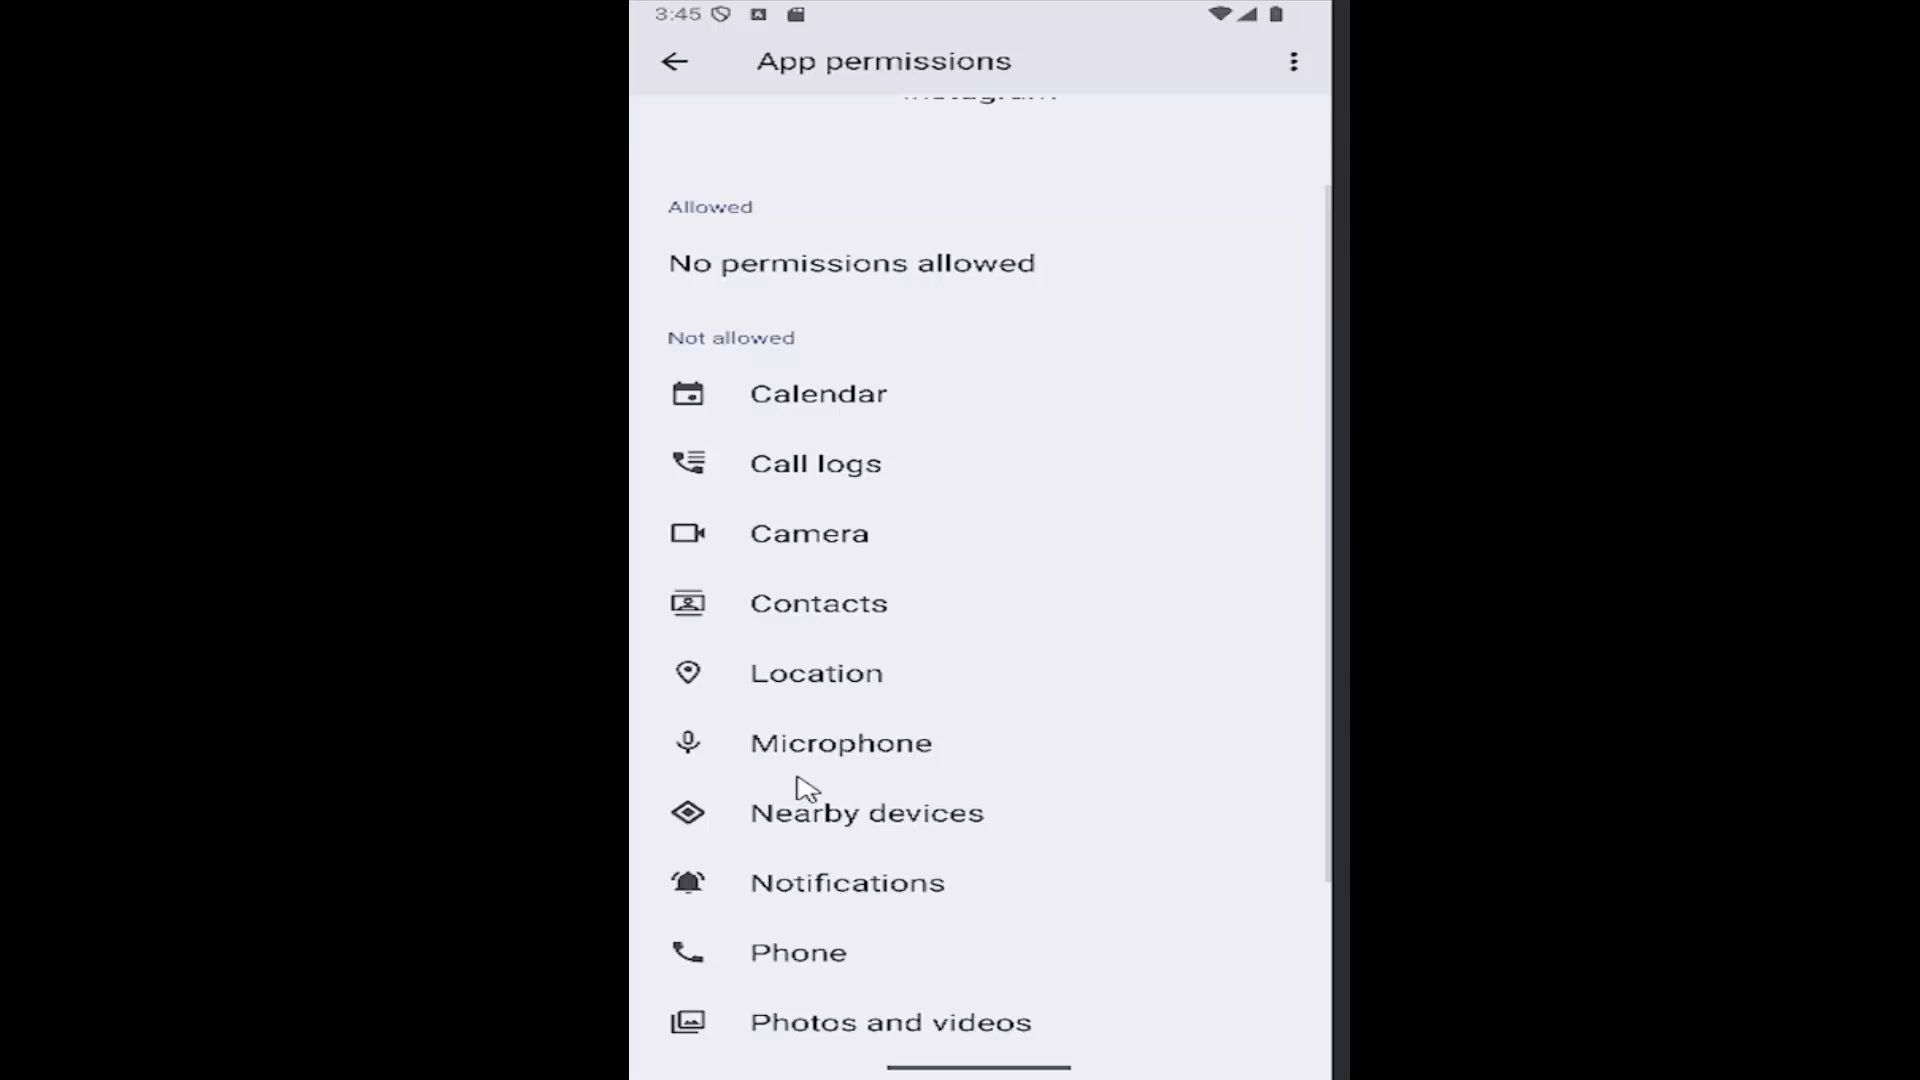 3:45
App permissions
Instagram
Allowed
No permissions allowed
Not allowed
Calendar
Call logs
Camera
Contacts
Location
Microphone
Nearby devices
Notifications
Phone
Photos and videos